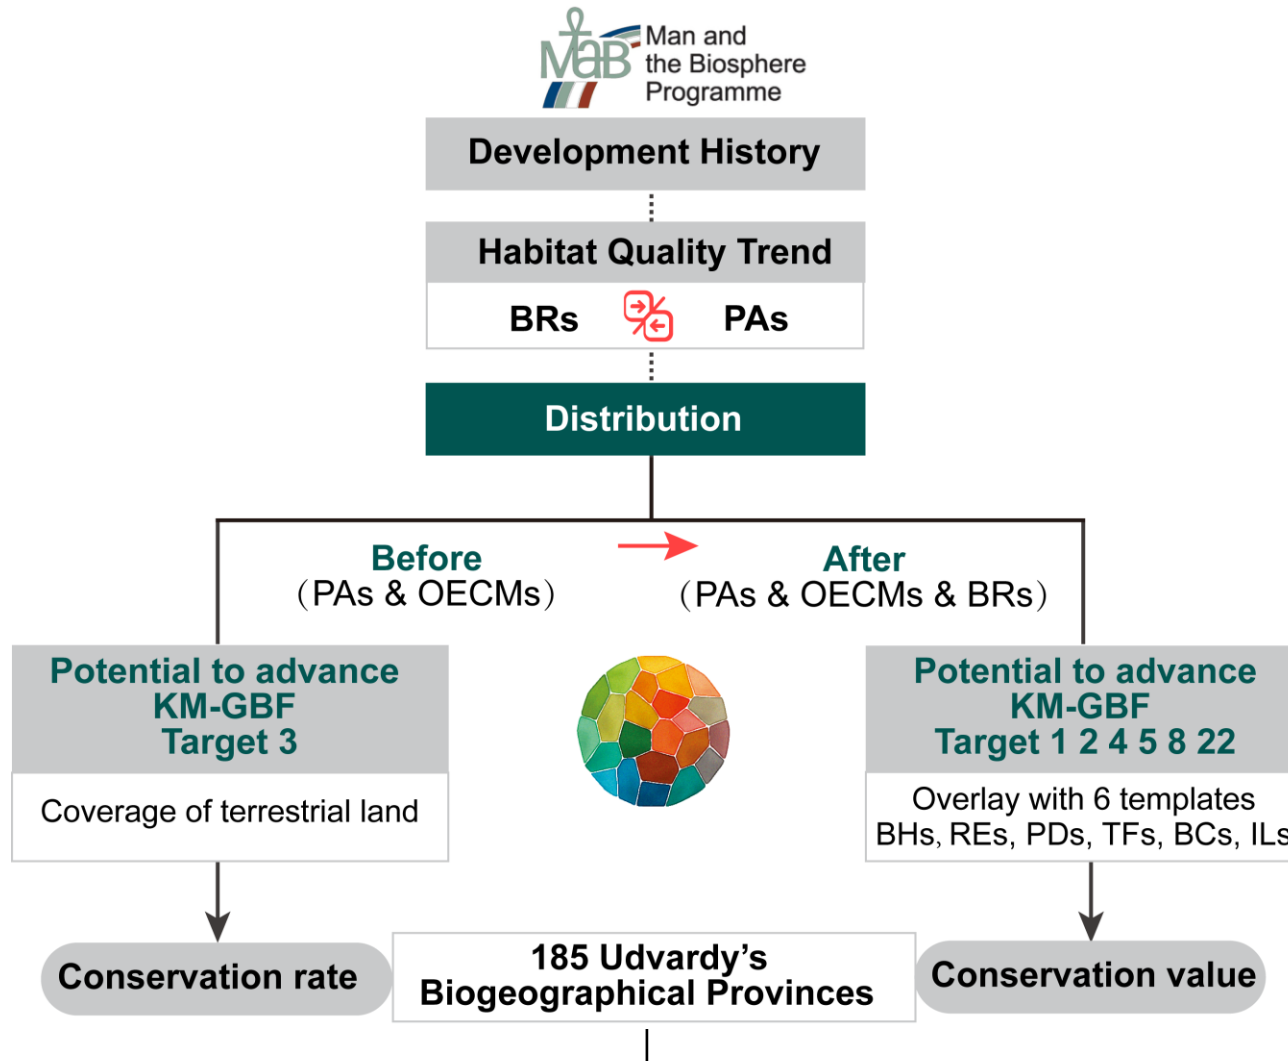 MaB
Man and
the Biosphere
Programme
Development History
Habitat Quality Trend
BRs PAs
Distribution
Before
(PAs & OECMs)
After
(PAs & OECMs & BRs)
Potential to advance
KM-GBF
Target 3
Coverage of terrestrial land
Potential to advance
KM-GBF
Target 1 2 4 5 8 22
Overlay with 6 templates
BHs, REs, PDs, TFs, BCs, ILs
Conservation rate
185 Udvardy’s
Biogeographical Provinces
Conservation value